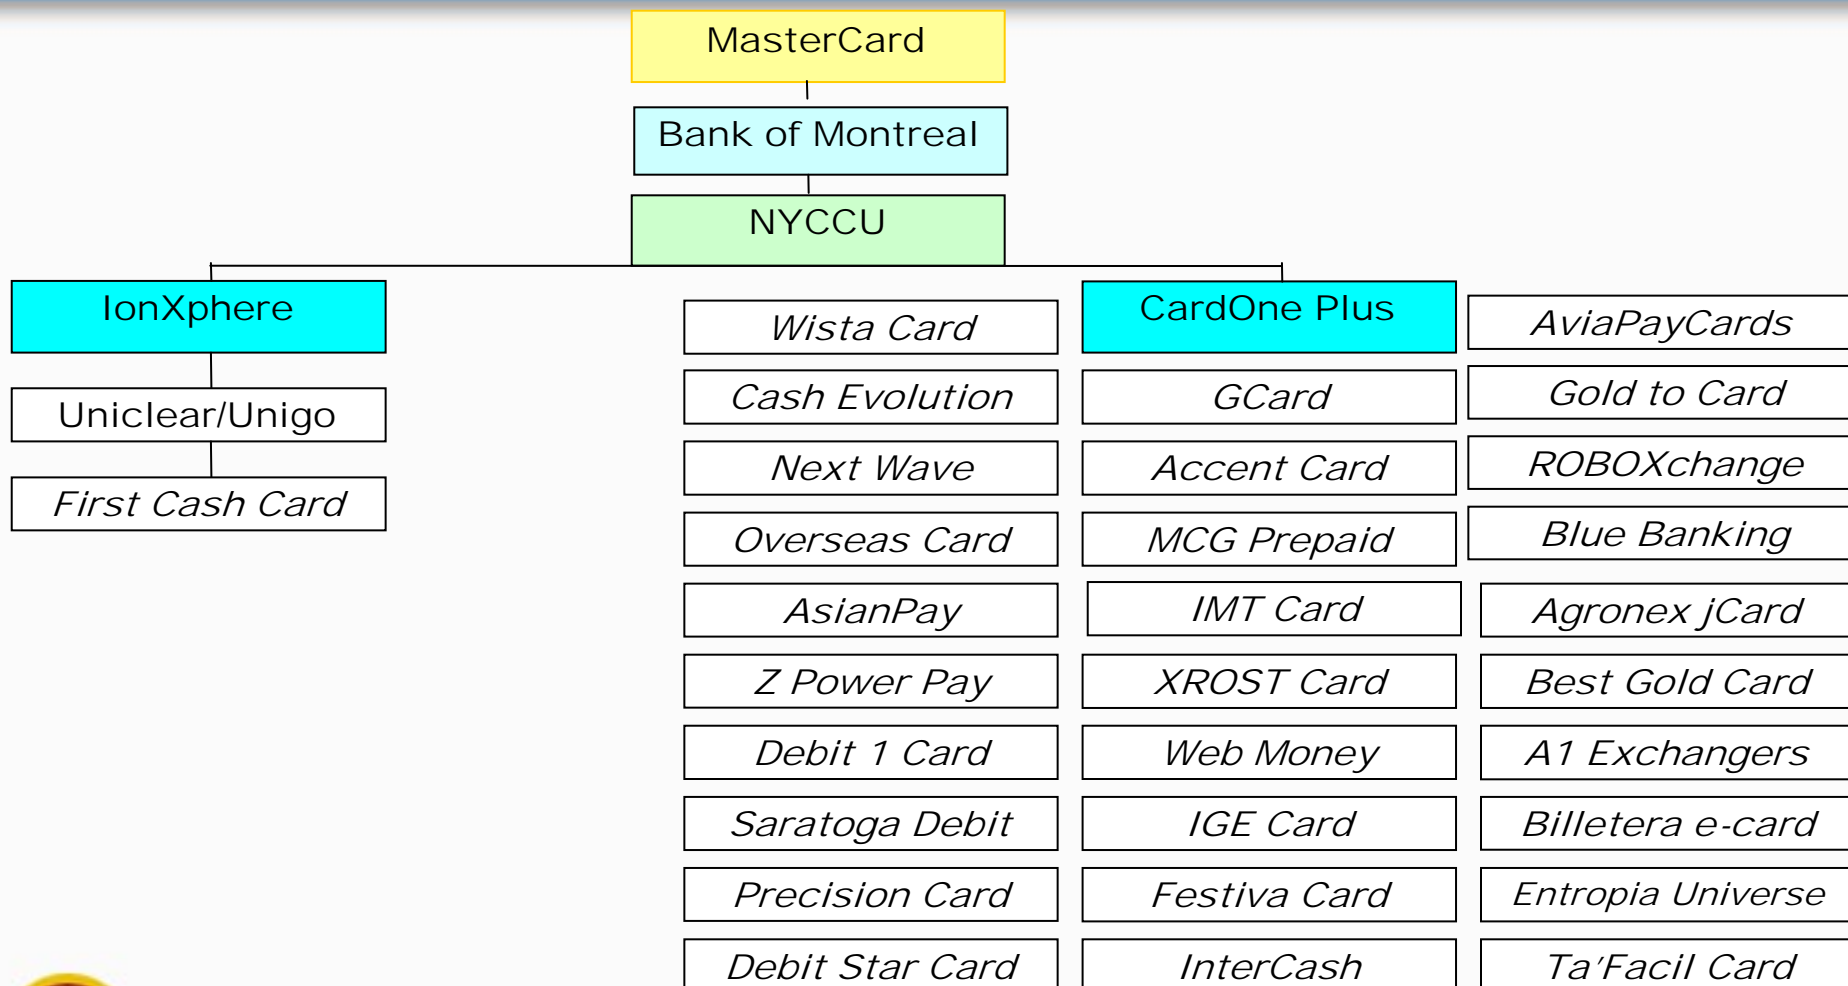 MasterCard
Bank of Montreal
NYCCU
IonXphere
Uniclear/Unigo
First Cash Card
Wista Card
Cash Evolution
Next Wave
Overseas Card
AsianPay
Z Power Pay
Debit 1 Card
Saratoga Debit
Precision Card
Debit Star Card
CardOne Plus
GCard
Accent Card
MCG Prepaid
IMT Card
XROST Card
Web Money
IGE Card
Festiva Card
InterCash
AviaPayCards
Gold to Card
ROBOXchange
Blue Banking
Agronex jCard
Best Gold Card
A1 Exchangers
Billetera e-card
Entropia Universe
Ta'Facil Card